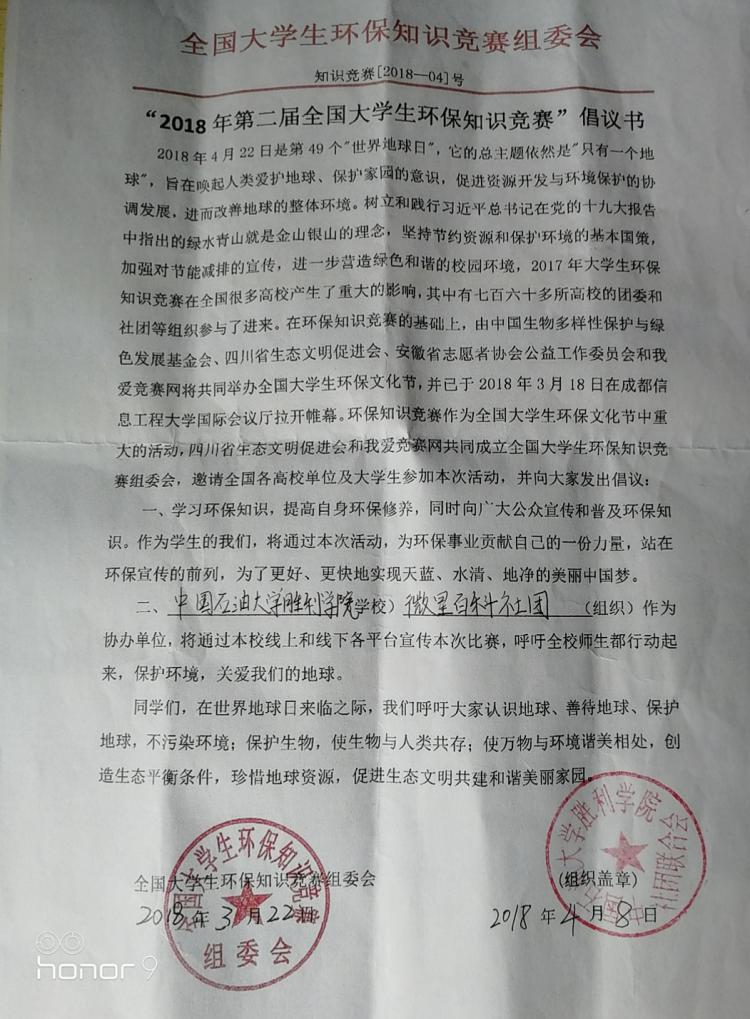 全国大学生环保知识竞赛组委会
知识竞赛[2018—04]号
“2018年第二届全国大学生环保知识竞赛”倡议书
2018年4月22日是第49个"世界地球日"，它的总主题依然是"只有一个地
球"，旨在唤起人类爱护地球、保护家园的意识，促进资源开发与环境保护的协
调发展，进而改善地球的整体环境。树立和践行习近平总书记在党的十九大报告
中指出的绿水青山就是金山银山的理念，坚持节约资源和保护环境的基本国策，
加强对节能减排的宣传，进一步营造绿色和谐的校园环境，2017年大学生环保
知识竞赛在全国很多高校产生了重大的影响，其中有七百六十多所高校的团委和
社团等组织参与了进来。在环保知识竞赛的基础上，由中国生物多样性保护与绿
色发展基金会、四川省生态文明促进会、安徽省志愿者协会公益工作委员会和我
爱竞赛网将共同举办全国大学生环保文化节，并已于2018年3月18日在成都信
息工程大学国际会议厅拉开帷幕。环保知识竞赛作为全国大学生环保文化节中重
大的活动，四川省生态文明促进会和我爱竞赛网共同成立全国大学生环保知识竞
赛组委会，邀请全国各高校单位及大学生参加本次活动，并向大家发出倡议：
一、学习环保知识，提高自身环保修养，同时向广大公众宣传和普及环保知
识。作为学生的我们，将通过本次活动，为环保事业贡献自己的一份力量，站在
环保宣传的前列，为了更好、更快地实现天蓝、水清、地净的美丽中国梦。
二、中国石油大学胜利学院学校）微星百科社团（组织）作为
协办单位，将通过本校线上和线下各平台宣传本次比赛，呼吁全校师生都行动起
来，保护环境，关爱我们的地球。
同学们，在世界地球日来临之际，我们呼吁大家认识地球、善待地球、保护
地球，不污染环境；保护生物，使生物与人类共存；使万物与环境谐美相处，创
造生态平衡条件，珍惜地球资源，促进生态文明共建和谐美丽家园。
全国大学生环保知识竞赛组委会
2018年3月22日
全国大学生环保知识竞赛
组委会
（组织盖章）
2018年4月8日
中国石油大学胜利学院
社团联合会
honor 9